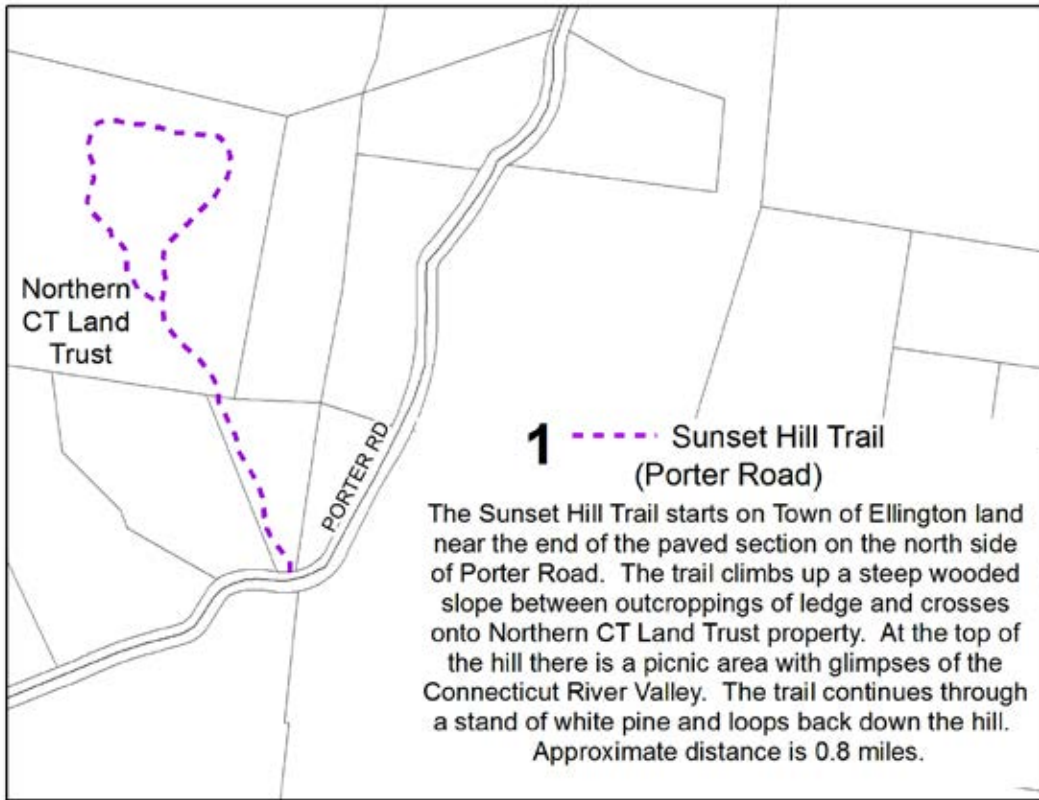 Northern
CT Land
Trust
PORTER RD
1 Sunset Hill Trail
(Porter Road)
The Sunset Hill Trail starts on Town of Ellington land
near the end of the paved section on the north side
of Porter Road. The trail climbs up a steep wooded
slope between outcroppings of ledge and crosses
onto Northern CT Land Trust property. At the top of
the hill there is a picnic area with glimpses of the
Connecticut River Valley. The trail continues through
a stand of white pine and loops back down the hill.
Approximate distance is 0.8 miles.